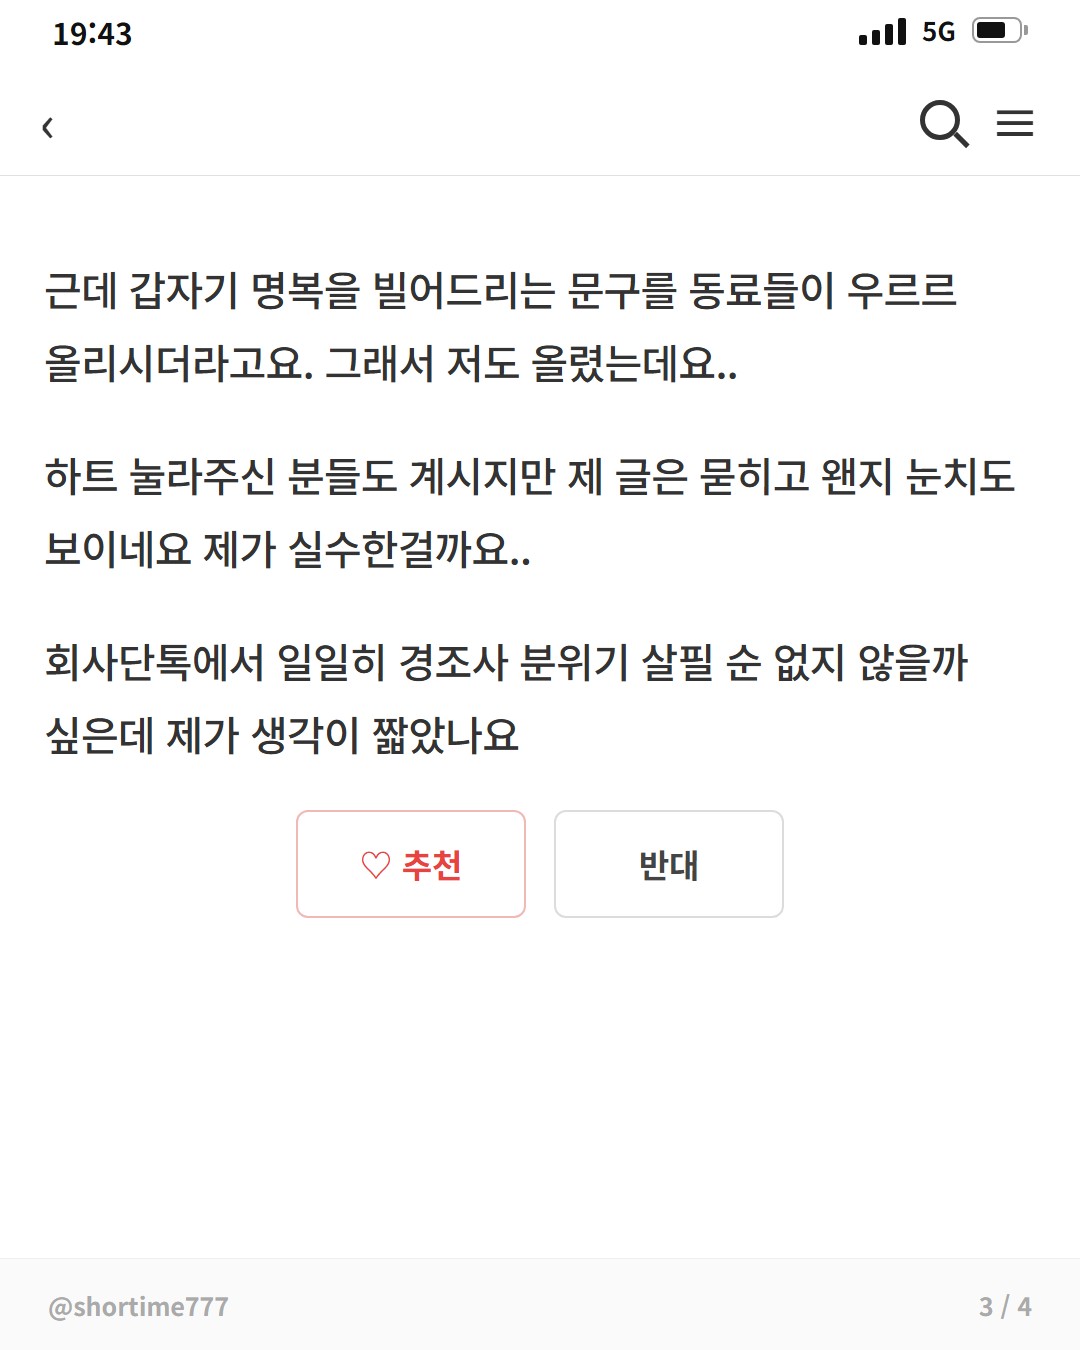 19:43
5G
근데 갑자기 명복을 빌어드리는 문구를 동료들이 우르르
올리시더라고요. 그래서 저도 올렸는데요..
하트 눌라주신 분들도 계시지만 제 글은 묻히고 왠지 눈치도
보이네요 제가 실수한걸까요..
회사단톡에서 일일히 경조사 분위기 살필 순 없지 않을까
싶은데 제가 생각이 짧았나요
♡ 추천
반대
@shortime777
3 / 4